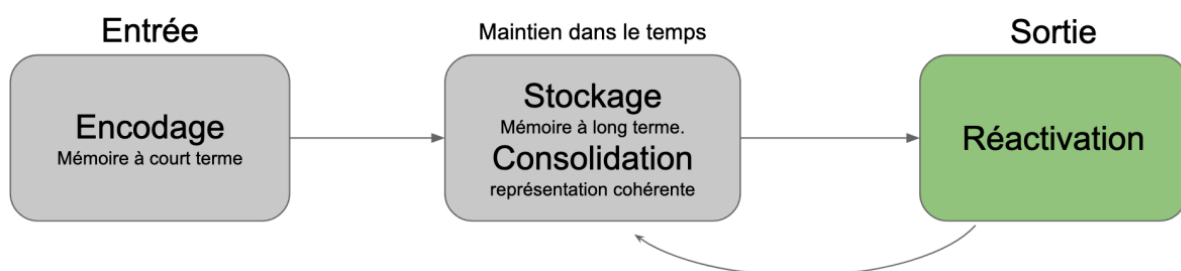 Entrée
Encodage
Mémoire à court terme
Maintien dans le temps
Stockage
Mémoire à long terme.
Consolidation
représentation cohérente
Sortie
Réactivation